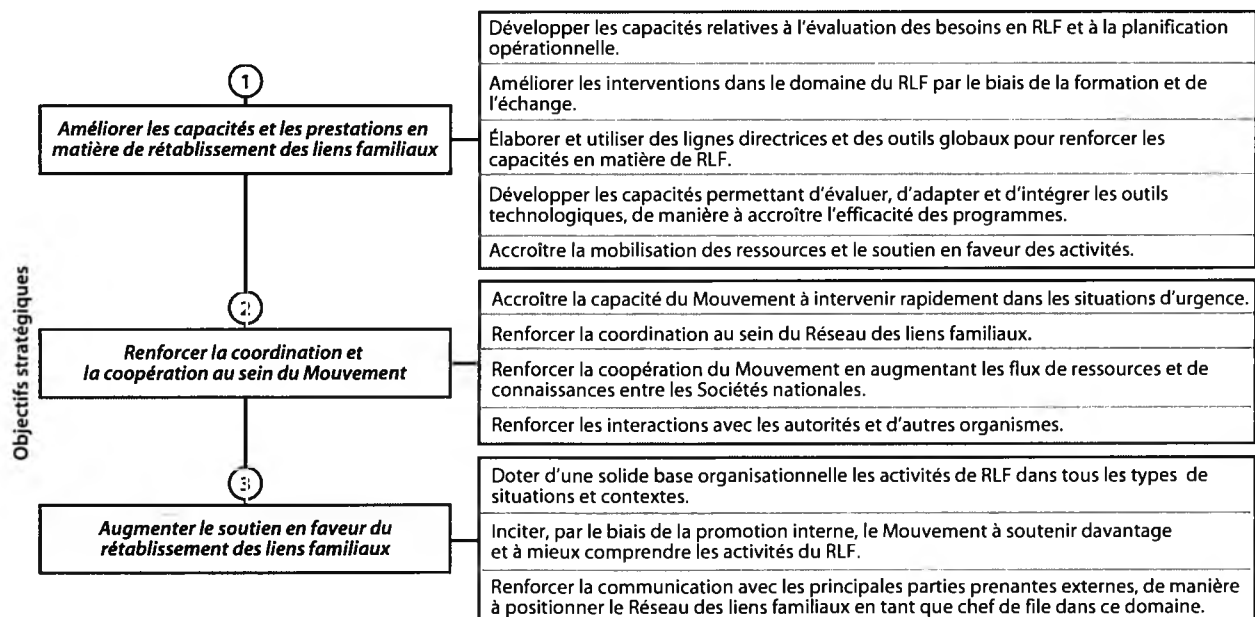 Objectifs stratégiques
1
Améliorer les capacités et les prestations en
matière de rétablissement des liens familiaux
Développer les capacités relatives à l'évaluation des besoins en RLF et à la planification
opérationnelle.
Améliorer les interventions dans le domaine du RLF par le biais de la formation et de
l'échange.
Élaborer et utiliser des lignes directrices et des outils globaux pour renforcer les
capacités en matière de RLF.
Développer les capacités permettant d'évaluer, d'adapter et d'intégrer les outils
technologiques, de manière à accroître l'efficacité des programmes.
Accroître la mobilisation des ressources et le soutien en faveur des activités.
2
Renforcer la coordination et
la coopération au sein du Mouvement
Accroître la capacité du Mouvement à intervenir rapidement dans les situations d'urgence.
Renforcer la coordination au sein du Réseau des liens familiaux.
Renforcer la coopération du Mouvement en augmentant les flux de ressources et de
connaissances entre les Sociétés nationales.
Renforcer les interactions avec les autorités et d'autres organismes.
3
Augmenter le soutien en faveur du
rétablissement des liens familiaux
Doter d'une solide base organisationnelle les activités de RLF dans tous les types de
situations et contextes.
Inciter, par le biais de la promotion interne, le Mouvement à soutenir davantage
et à mieux comprendre les activités du RLF.
Renforcer la communication avec les principales parties prenantes externes, de manière
à positionner le Réseau des liens familiaux en tant que chef de file dans ce domaine.